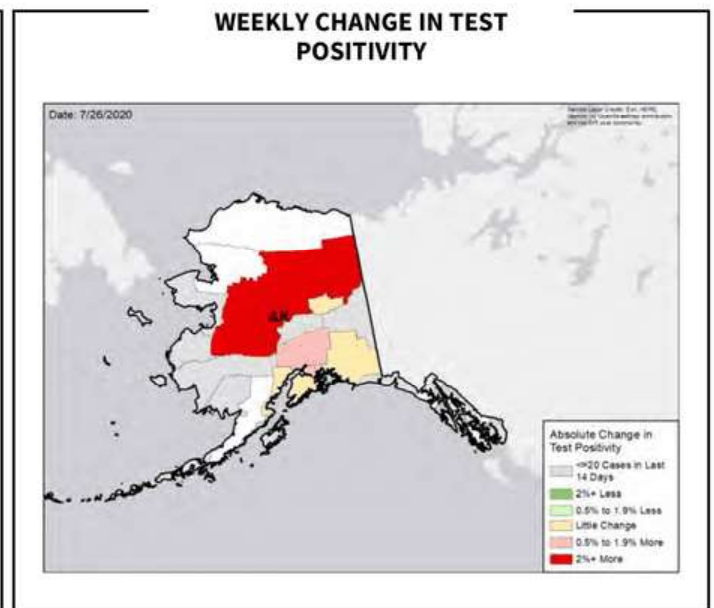 WEEKLY CHANGE IN TEST
POSITIVITY
Date: 7/26/2020
AK
Absolute Change in
Test Positivity
<=20 Cases in Last
14 Days
2%+ Less
0.5% to 1.9% Less
Little Change
0.5% to 1.9% More
2%+ More